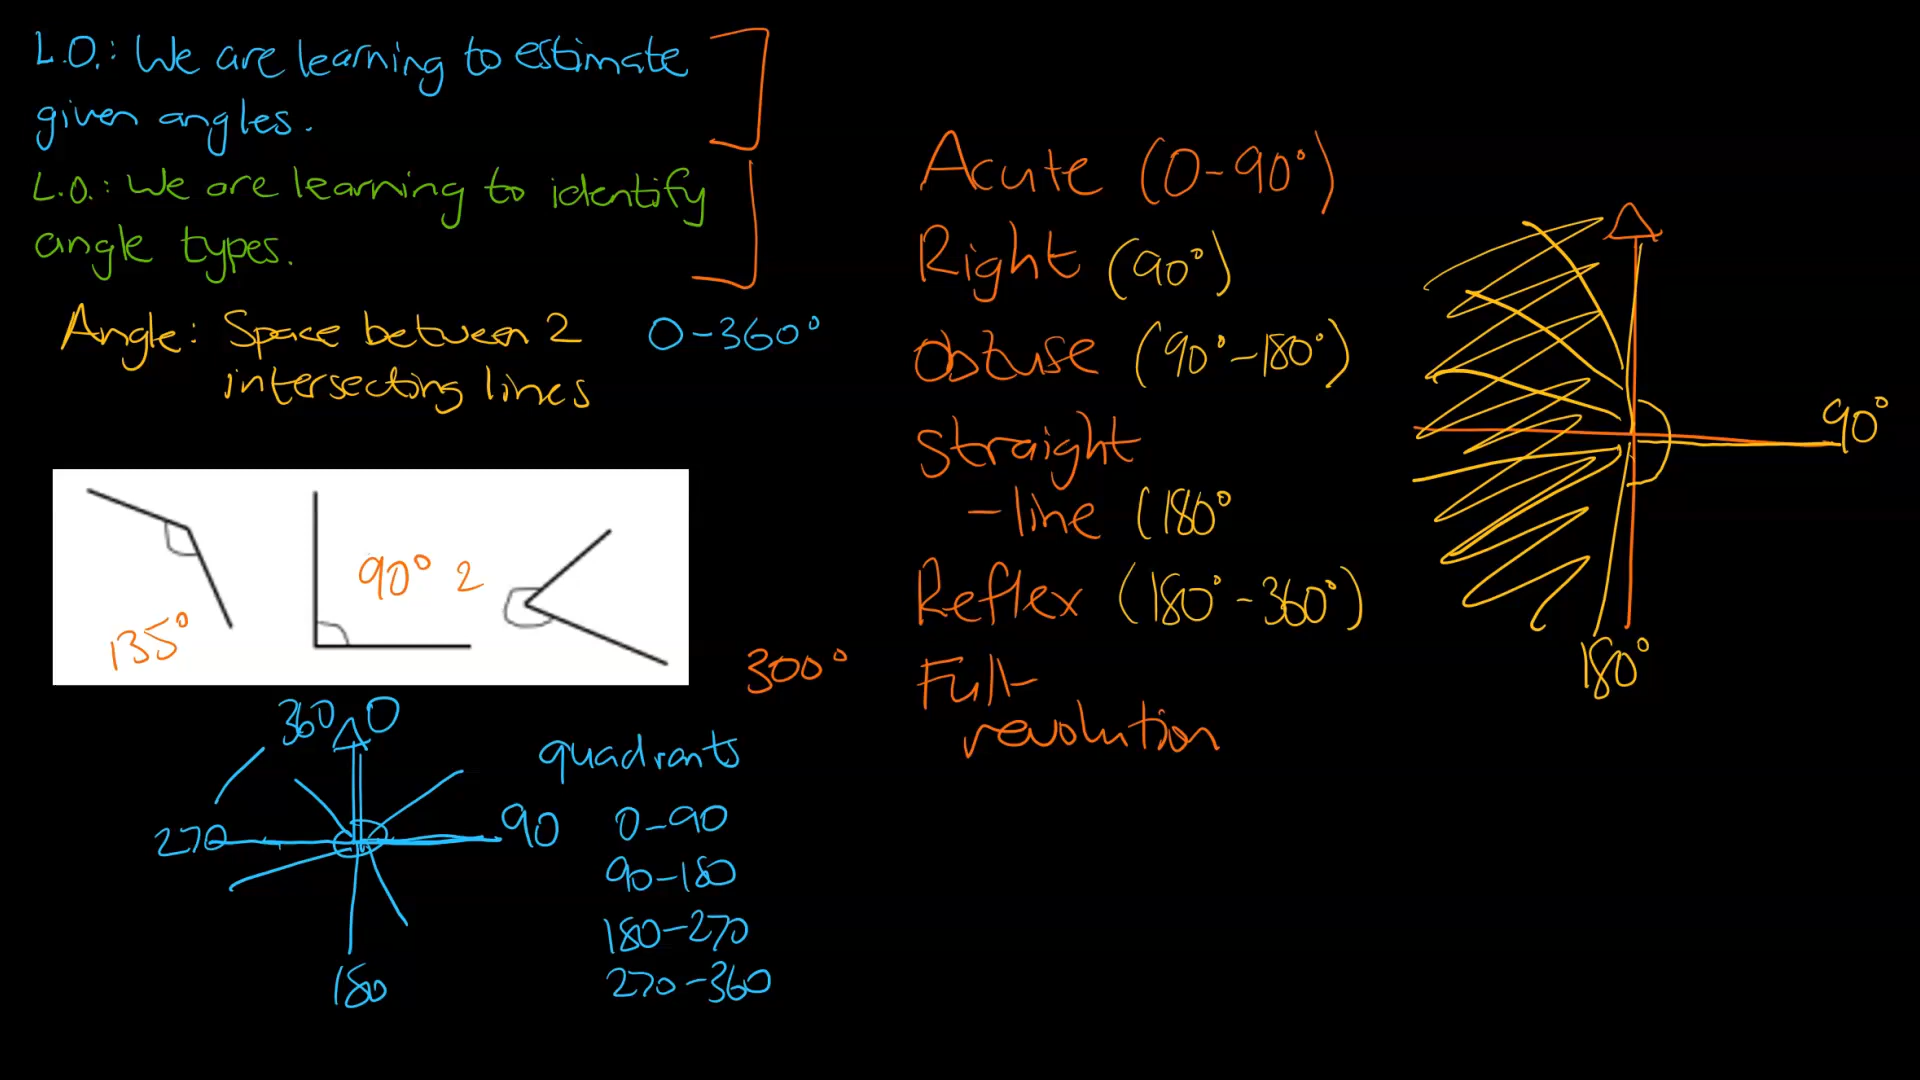 L.O.: We are learning to estimate
given angles.
L.O.: We are learning to identify
angle types.
Angle: Space between 2
intersecting lines
0-360°
135°
90° 2
300°
360 0
270
90
180
quadrants
0-90
90-180
180-270
270-360
Acute (0-90°)
Right (90°)
Obtuse (90°-180°)
Straight
-line (180°
Reflex (180°-360°)
Full-
revolution
90°
180°